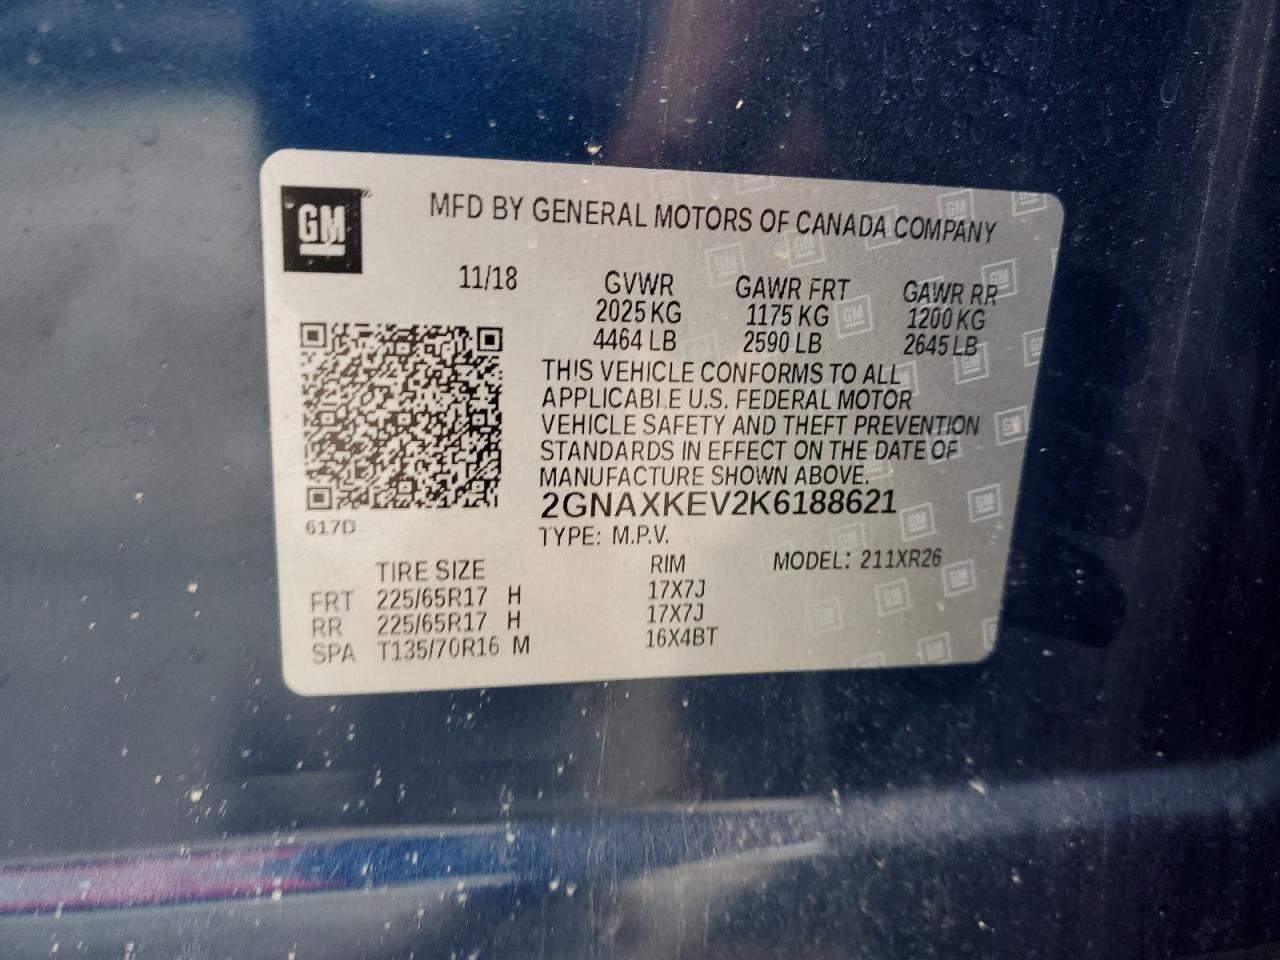 GM
MFD BY GENERAL MOTORS OF CANADA COMPANY
11/18 GVWR GAWR FRT GAWR RR
2025 KG 1175 KG 1200 KG
4464 LB 2590 LB 2645 LB
THIS VEHICLE CONFORMS TO ALL
APPLICABLE U.S. FEDERAL MOTOR
VEHICLE SAFETY AND THEFT PREVENTION
STANDARDS IN EFFECT ON THE DATE OF
MANUFACTURE SHOWN ABOVE.
2GNAXKEV2K6188621
617D
TYPE: M.P.V.
TIRE SIZE RIM MODEL: 211XR26
FRT 225/65R17 H 17X7J
RR 225/65R17 H 17X7J
SPA T135/70R16 M 16X4BT